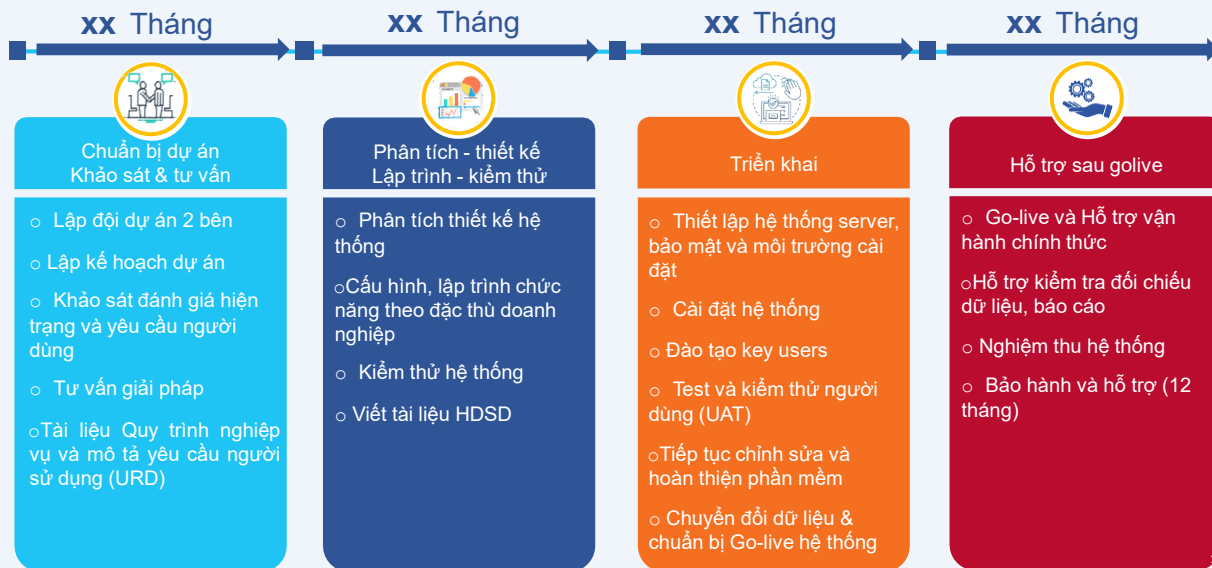 xx Tháng
xx Tháng
xx Tháng
xx Tháng
Chuẩn bị dự án
Khảo sát & tư vấn
○ Lập đội dự án 2 bên
○ Lập kế hoạch dự án
○ Khảo sát đánh giá hiện
trạng và yêu cầu người
dùng
○ Tư vấn giải pháp
○Tài liệu Quy trình nghiệp
vụ và mô tả yêu cầu người
sử dụng (URD)
Phân tích - thiết kế
Lập trình - kiểm thử
○ Phân tích thiết kế hệ
thống
○Cấu hình, lập trình chức
năng theo đặc thù doanh
nghiệp
○ Kiểm thử hệ thống
○ Viết tài liệu HDSD
Triển khai
○ Thiết lập hệ thống server,
bảo mật và môi trường cài
đặt
○ Cài đặt hệ thống
○ Đào tạo key users
○ Test và kiểm thử người
dùng (UAT)
○Tiếp tục chỉnh sửa và
hoàn thiện phần mềm
○ Chuyển đổi dữ liệu &
chuẩn bị Go-live hệ thống
Hỗ trợ sau golive
○ Go-live và Hỗ trợ vận
hành chính thức
○Hỗ trợ kiểm tra đối chiếu
dữ liệu, báo cáo
○ Nghiệm thu hệ thống
○ Bảo hành và hỗ trợ (12
tháng)